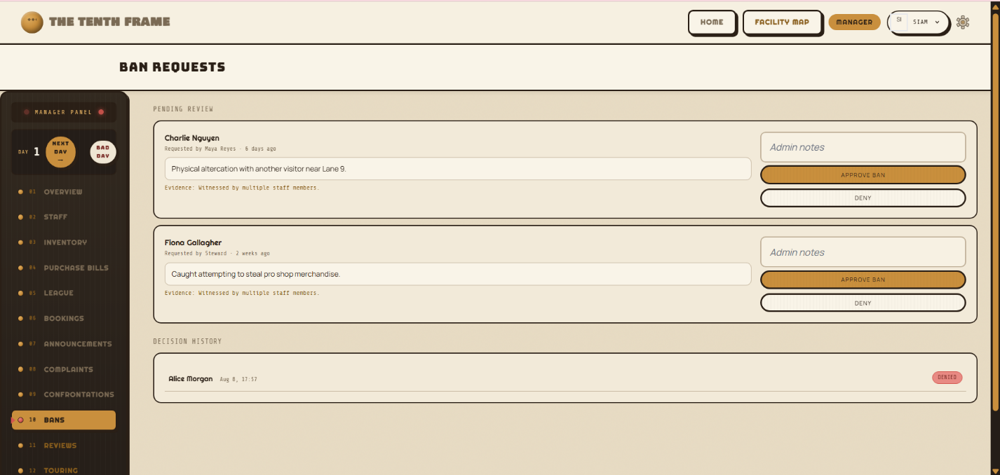 THE TENTH FRAME
HOME
FACILITY MAP
MANAGER
SI
SIAM
BAN REQUESTS
MANAGER PANEL
DAY 1
NEXT DAY →
BAD DAY
01 OVERVIEW
02 STAFF
03 INVENTORY
04 PURCHASE BILLS
05 LEAGUE
06 BOOKINGS
07 ANNOUNCEMENTS
08 COMPLAINTS
09 CONFRONTATIONS
10 BANS
11 REVIEWS
12 TOURING
PENDING REVIEW
Charlie Nguyen
Requested by Maya Reyes · 6 days ago
Physical altercation with another visitor near Lane 9.
Evidence: Witnessed by multiple staff members.
Admin notes
APPROVE BAN
DENY
Fiona Gallagher
Requested by Steward · 2 weeks ago
Caught attempting to steal pro shop merchandise.
Evidence: Witnessed by multiple staff members.
Admin notes
APPROVE BAN
DENY
DECISION HISTORY
Alice Morgan Aug 8, 17:57
DENIED